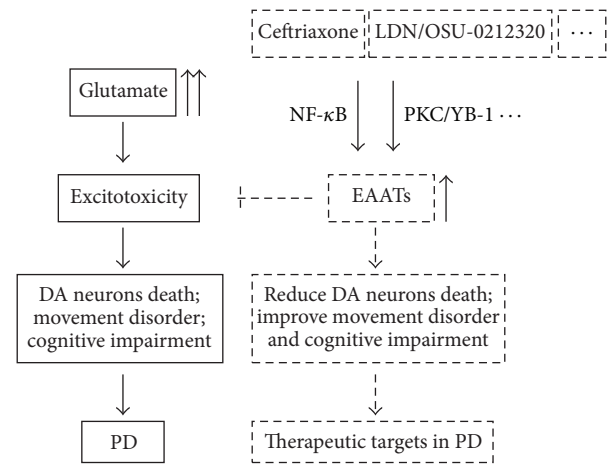 Ceftriaxone LDN/OSU-0212320 ···
Glutamate
NF-κB PKC/YB-1 ···
Excitotoxicity EAATs
DA neurons death;
movement disorder;
cognitive impairment
Reduce DA neurons death;
improve movement disorder
and cognitive impairment
PD Therapeutic targets in PD